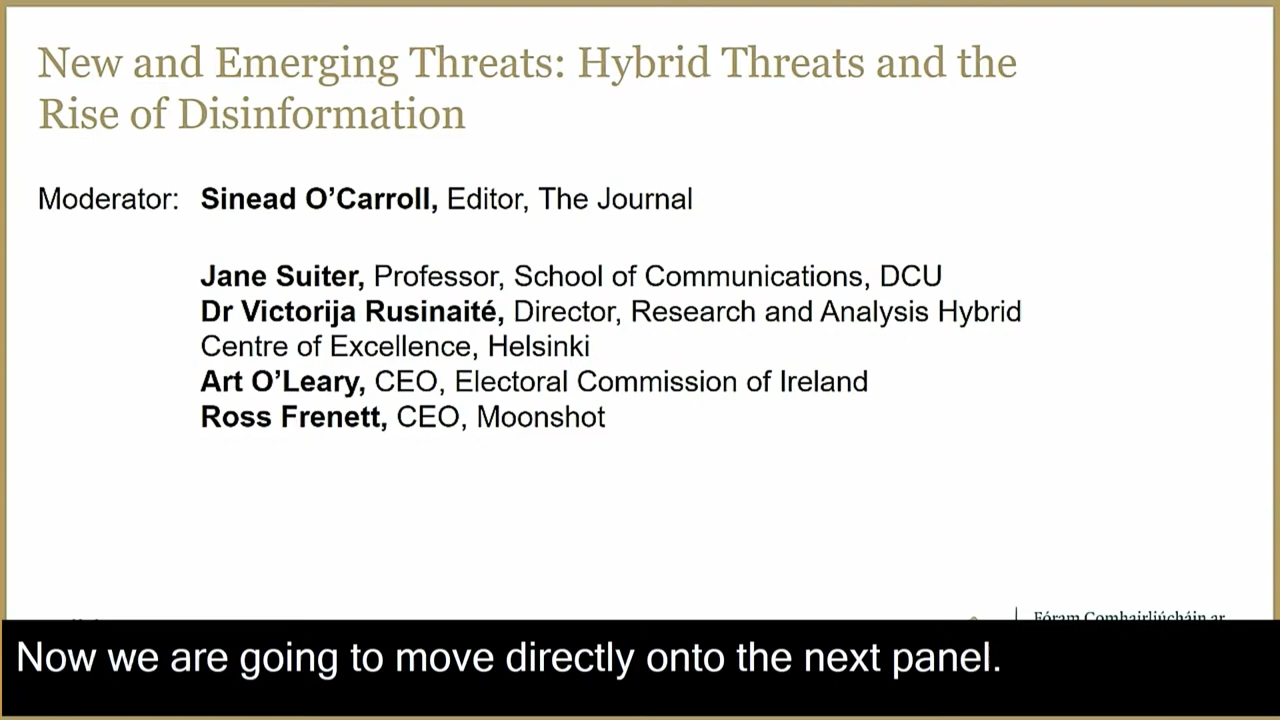 New and Emerging Threats: Hybrid Threats and the
Rise of Disinformation
Moderator: Sinead O’Carroll, Editor, The Journal
Jane Suiter, Professor, School of Communications, DCU
Dr Victorija Rusinaité, Director, Research and Analysis Hybrid
Centre of Excellence, Helsinki
Art O’Leary, CEO, Electoral Commission of Ireland
Ross Frenett, CEO, Moonshot
Fóram Comhairliúcháin ar
Now we are going to move directly onto the next panel.